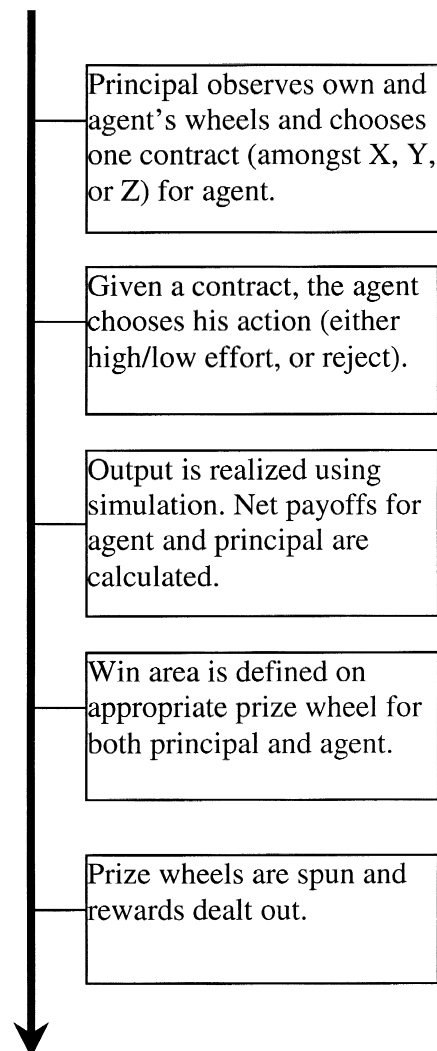 Principal observes own and
agent's wheels and chooses
one contract (amongst X, Y,
or Z) for agent.
Given a contract, the agent
chooses his action (either
high/low effort, or reject).
Output is realized using
simulation. Net payoffs for
agent and principal are
calculated.
Win area is defined on
appropriate prize wheel for
both principal and agent.
Prize wheels are spun and
rewards dealt out.